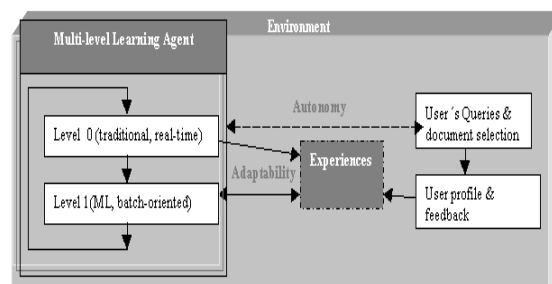 Environment
Multi-level Learning Agent
Autonomy
User´s Queries &
document selection
Level 0 (traditional, real-time)
Experiences
Adaptability
Level 1(ML, batch-oriented)
User profile &
feedback